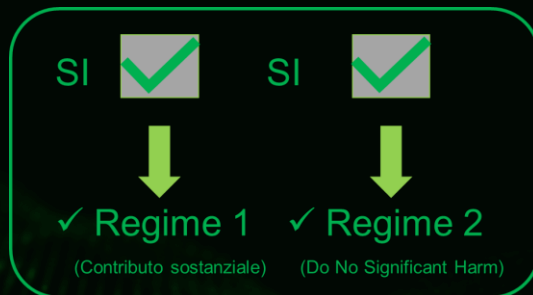 SI SI
✓ Regime 1 ✓ Regime 2
(Contributo sostanziale) (Do No Significant Harm)